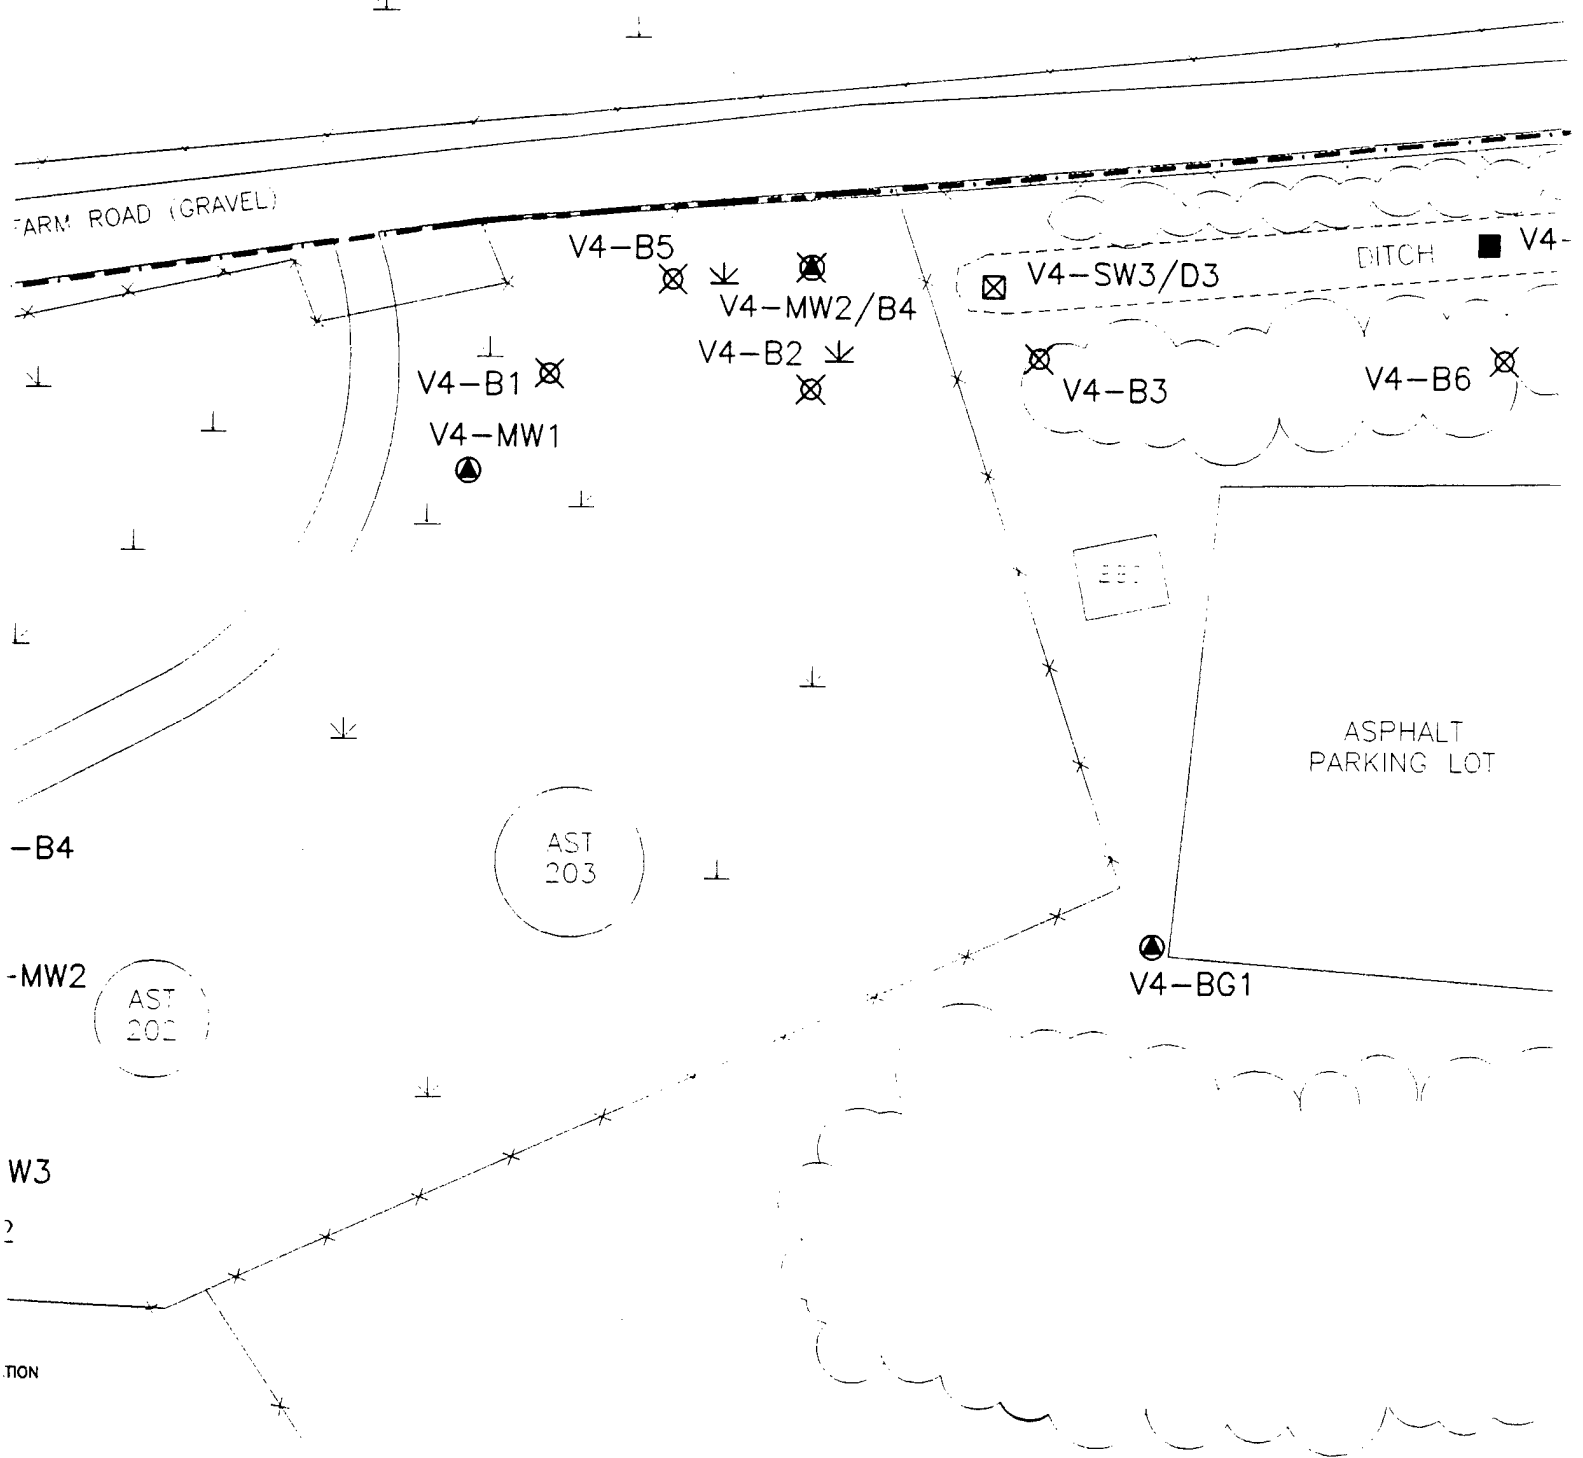 FARM ROAD (GRAVEL)
V4-B5
DITCH
V4-
V4-SW3/D3
V4-MW2/B4
V4-B2
V4-B1
V4-B3
V4-B6
V4-MW1
ASPHALT
PARKING LOT
-B4
AST
203
-MW2
AST
202
V4-BG1
W3
2
TION